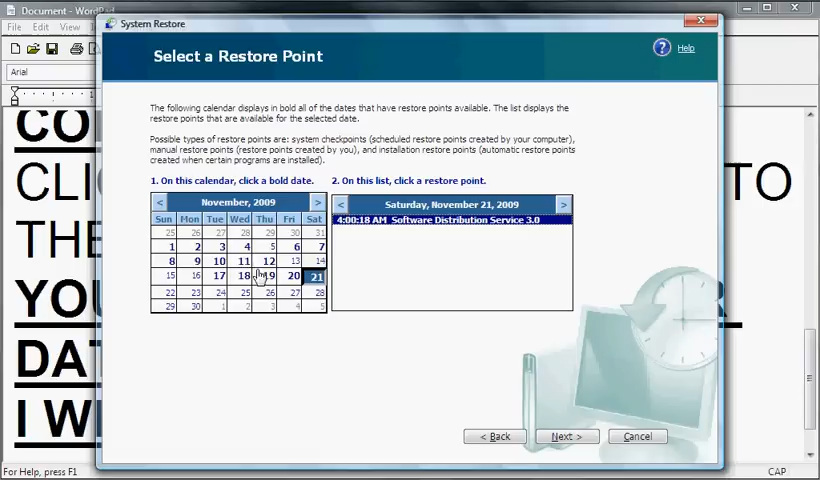 Document - WordPad
System Restore
File Edit View
Select a Restore Point
Help
Arial
The following calendar displays in bold all of the dates that have restore points available. The list displays the
restore points that are available for the selected date.
Possible types of restore points are: system checkpoints (scheduled restore points created by your computer),
manual restore points (restore points created by you), and installation restore points (automatic restore points
created when certain programs are installed).
1. On this calendar, click a bold date.
2. On this list, click a restore point.
< November, 2009 >
Sun Mon Tue Wed Thu Fri Sat
25 26 27 28 29 30 31
1 2 3 4 5 6 7
8 9 10 11 12 13 14
15 16 17 18 19 20 21
22 23 24 25 26 27 28
29 30 1 2 3 4 5
< Saturday, November 21, 2009 >
4:00:18 AM Software Distribution Service 3.0
CLI
TO
THE
YOU
DAT
I W
< Back
Next >
Cancel
For Help, press F1
CAP